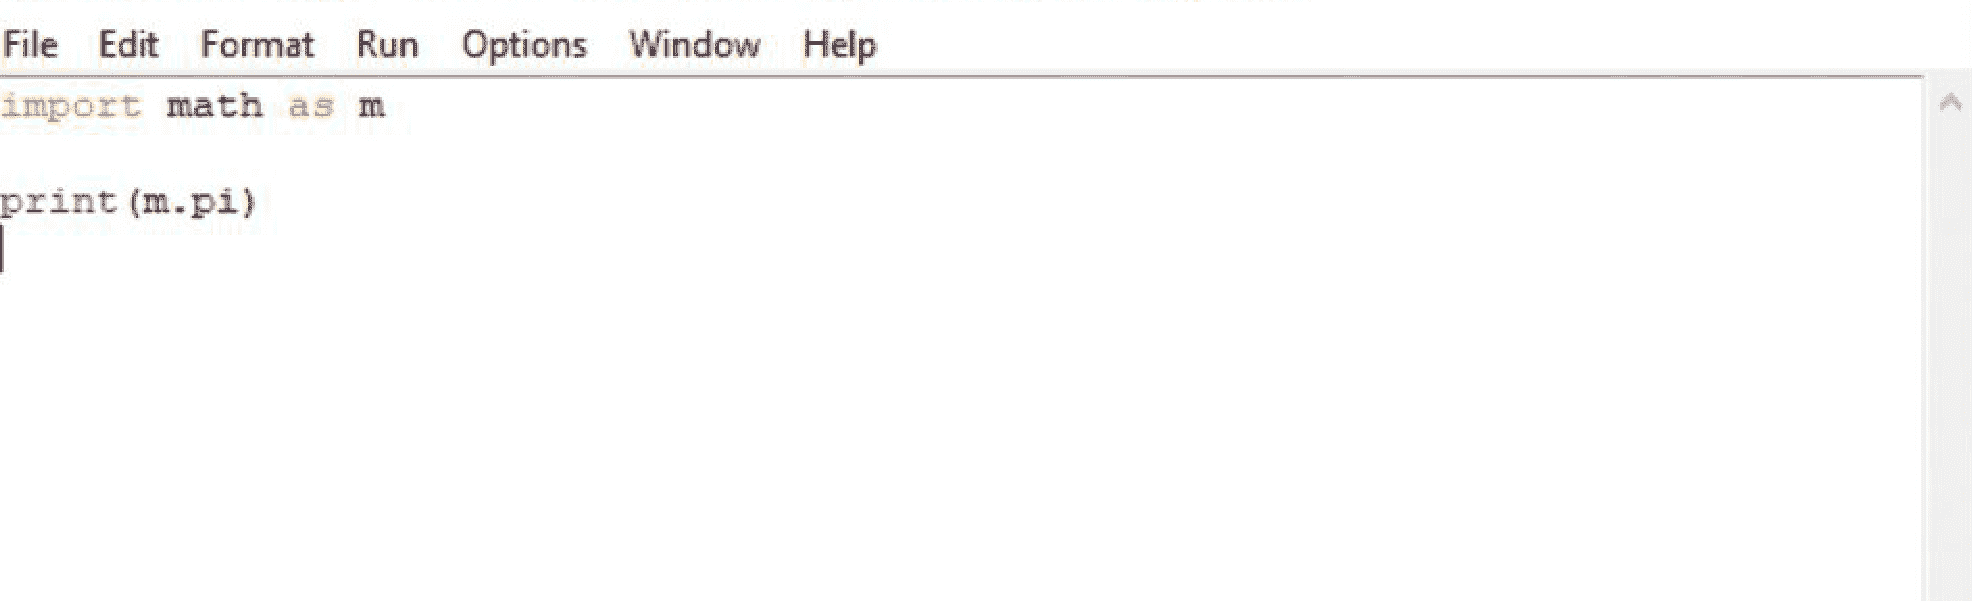 File Edit Format Run Options Window Help
import math as m
print(m.pi)